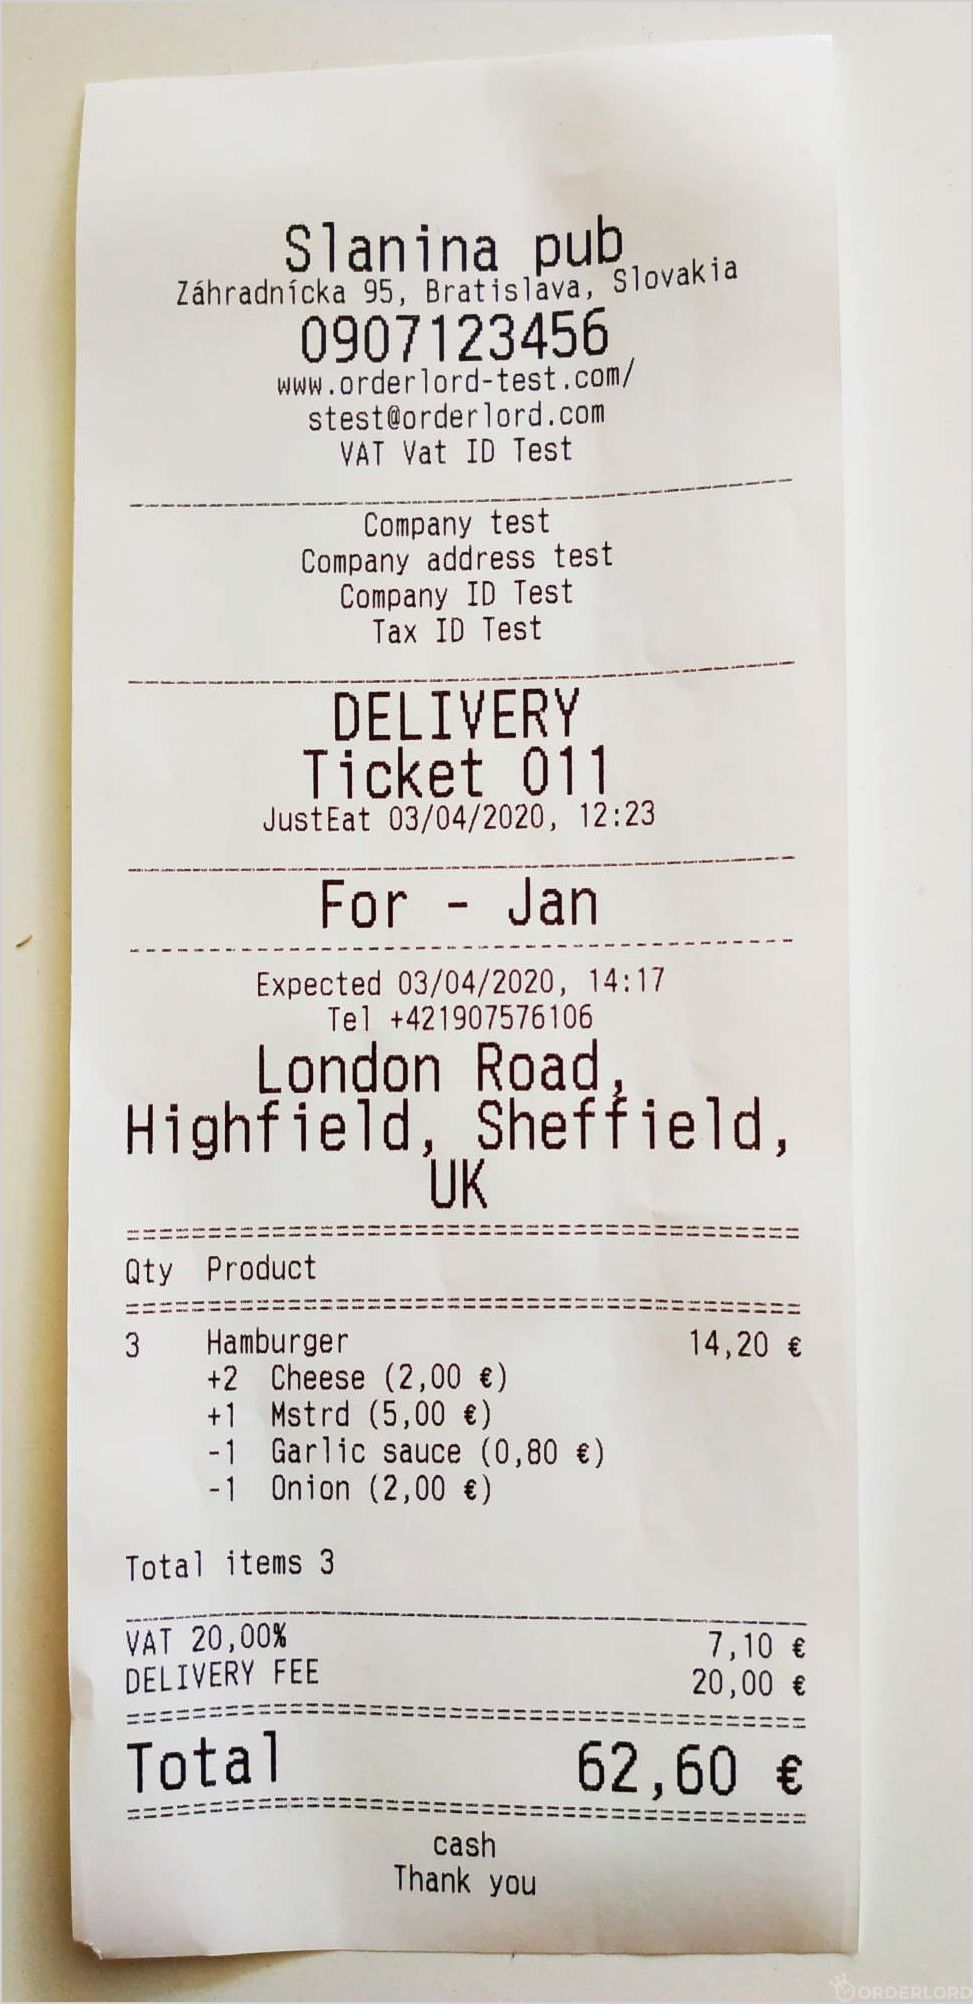 Slanina pub
Záhradnícka 95, Bratislava, Slovakia
0907123456
www.orderlord-test.com/
stest@orderlord.com
VAT Vat ID Test
Company test
Company address test
Company ID Test
Tax ID Test
DELIVERY
Ticket 011
JustEat 03/04/2020, 12:23
For - Jan
Expected 03/04/2020, 14:17
Tel +421907576106
London Road,
Highfield, Sheffield,
UK
Qty Product
3 Hamburger 14,20 €
+2 Cheese (2,00 €)
+1 Mstrd (5,00 €)
-1 Garlic sauce (0,80 €)
-1 Onion (2,00 €)
Total items 3
VAT 20,00% 7,10 €
DELIVERY FEE 20,00 €
Total 62,60 €
cash
Thank you
ORDERLORD